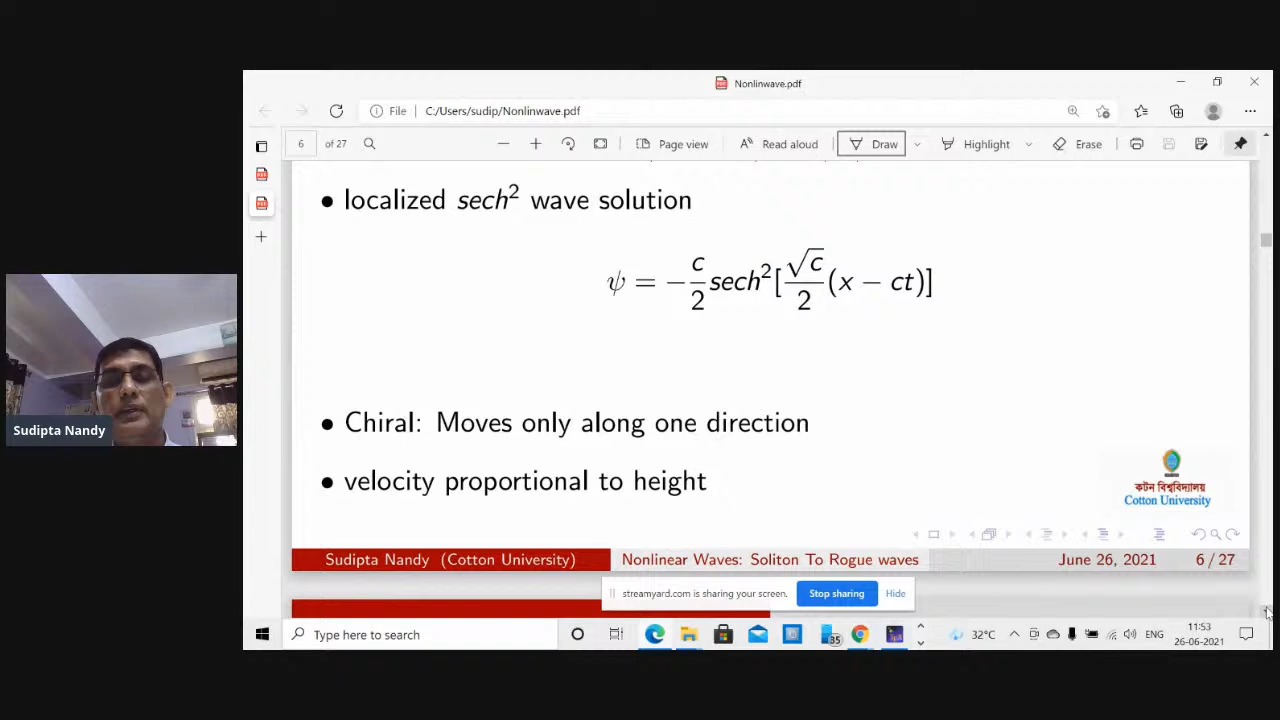 Nonlinwave.pdf
File C:/Users/sudip/Nonlinwave.pdf
6 of 27 Page view Read aloud Draw Highlight Erase
• localized sech² wave solution
ψ = −c/2 sech²[√c/2 (x − ct)]
• Chiral: Moves only along one direction
• velocity proportional to height
কটন বিশ্ববিদ্যালয়
Cotton University
Sudipta Nandy (Cotton University) Nonlinear Waves: Soliton To Rogue waves June 26, 2021 6 / 27
streamyard.com is sharing your screen. Stop sharing Hide
Type here to search 35 32°C ENG 11:53
26-06-2021
Sudipta Nandy